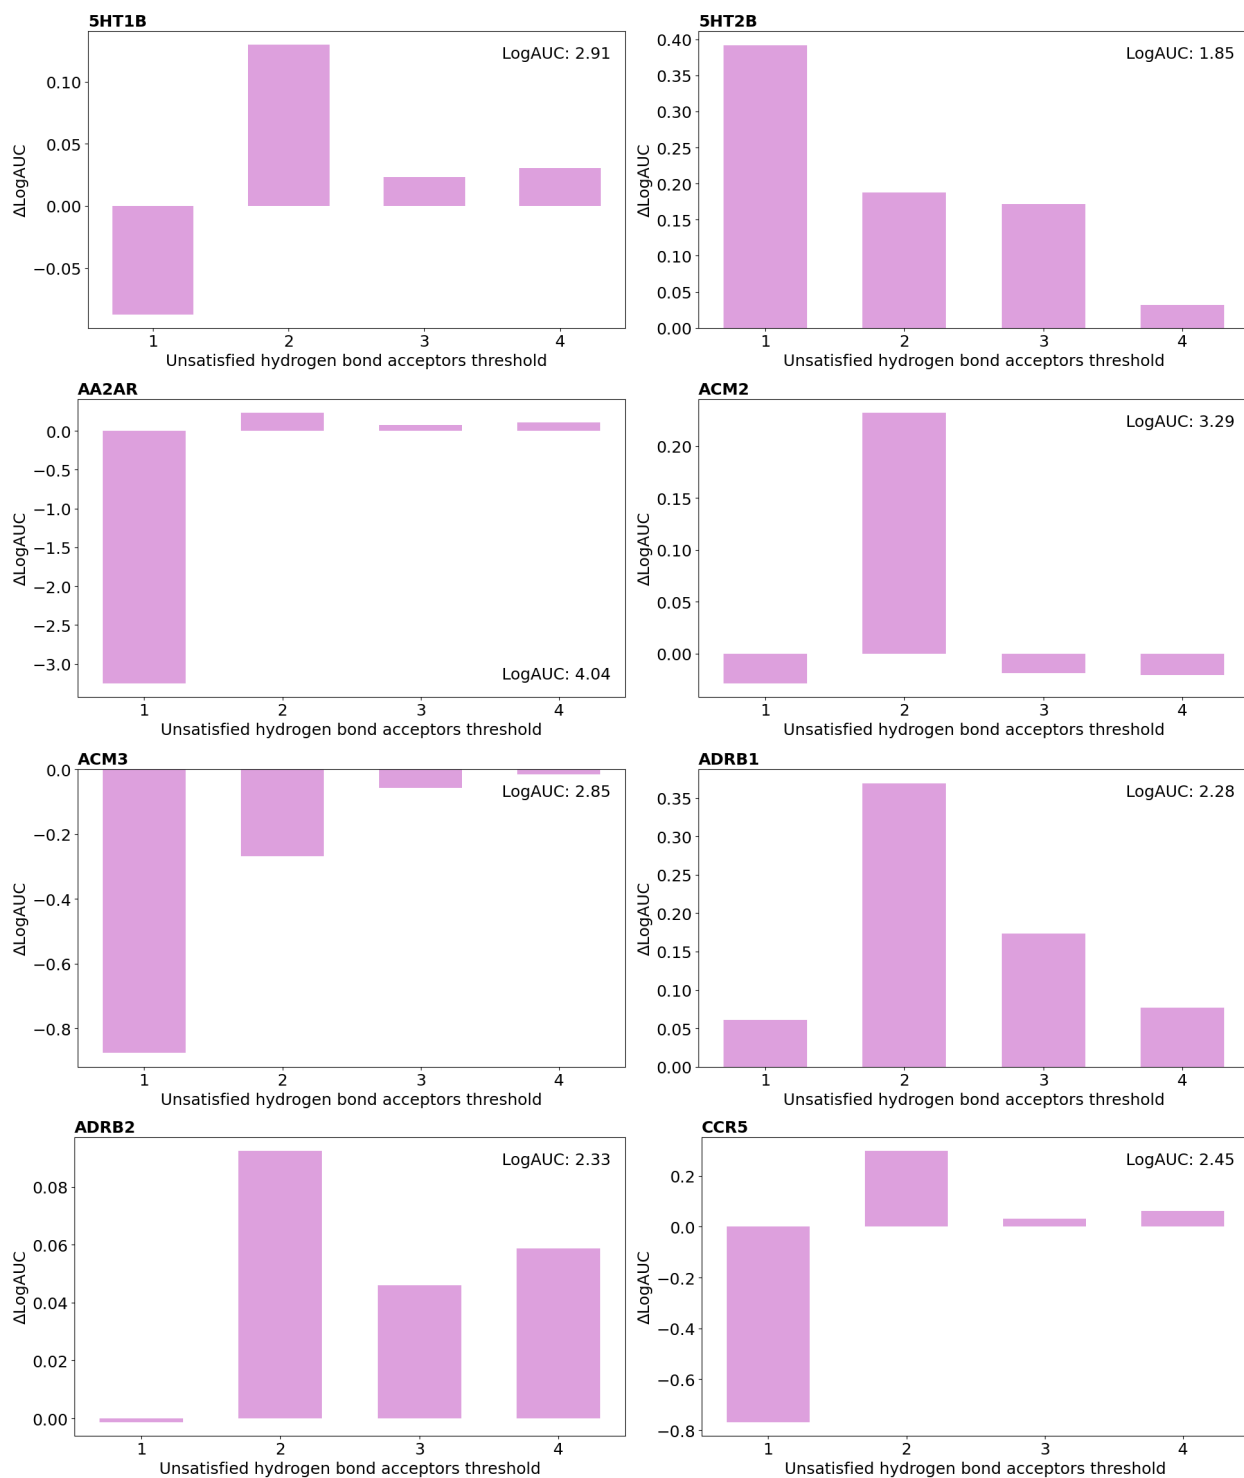 5HT1B
LogAUC: 2.91
ΔLogAUC
0.10
0.05
0.00
−0.05
1 2 3 4
Unsatisfied hydrogen bond acceptors threshold
5HT2B
LogAUC: 1.85
ΔLogAUC
0.40
0.35
0.30
0.25
0.20
0.15
0.10
0.05
0.00
1 2 3 4
Unsatisfied hydrogen bond acceptors threshold
AA2AR
ΔLogAUC
0.0
−0.5
−1.0
−1.5
−2.0
−2.5
−3.0
LogAUC: 4.04
1 2 3 4
Unsatisfied hydrogen bond acceptors threshold
ACM2
LogAUC: 3.29
ΔLogAUC
0.20
0.15
0.10
0.05
0.00
1 2 3 4
Unsatisfied hydrogen bond acceptors threshold
ACM3
LogAUC: 2.85
ΔLogAUC
0.0
−0.2
−0.4
−0.6
−0.8
1 2 3 4
Unsatisfied hydrogen bond acceptors threshold
ADRB1
LogAUC: 2.28
ΔLogAUC
0.35
0.30
0.25
0.20
0.15
0.10
0.05
0.00
1 2 3 4
Unsatisfied hydrogen bond acceptors threshold
ADRB2
LogAUC: 2.33
ΔLogAUC
0.08
0.06
0.04
0.02
0.00
1 2 3 4
Unsatisfied hydrogen bond acceptors threshold
CCR5
LogAUC: 2.45
ΔLogAUC
0.2
0.0
−0.2
−0.4
−0.6
−0.8
1 2 3 4
Unsatisfied hydrogen bond acceptors threshold